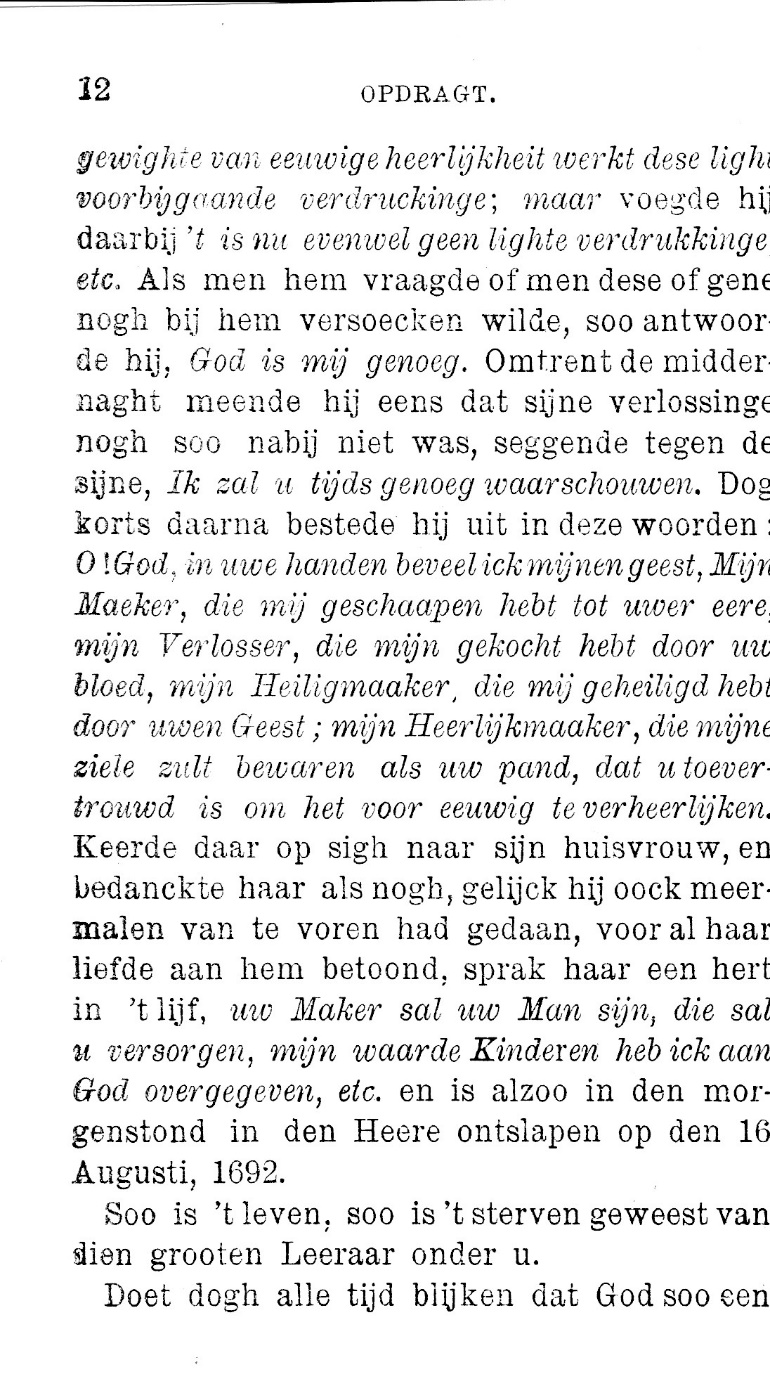 12 OPDRAGT.
gewighte van eeuwige heerlijkheit werkt dese light
voorbijgaande verdruckinge; maar voegde hij
daarbij 't is nu evenwel geen lighte verdrukkinge
etc. Als men hem vraagde of men dese of gene
nogh bij hem versoecken wilde, soo antwoor-
de hij, God is mij genoeg. Omtrent de midder-
naght meende hij eens dat sijne verlossinge
nogh soo nabij niet was, seggende tegen de
sijne, Ik zal u tijds genoeg waarschouwen. Dog
korts daarna bestede hij uit in deze woorden :
O! God, in uwe handen beveel ick mijnen geest, Mijn
Maeker, die mij geschaapen hebt tot uwer eere,
mijn Verlosser, die mijn gekocht hebt door uw
bloed, mijn Heiligmaaker, die mij geheiligd hebt
door uwen Geest; mijn Heerlijkmaaker, die mijne
ziele zult bewaren als uw pand, dat u toever-
trouwd is om het voor eeuwig te verheerlijken.
Keerde daar op sigh naar sijn huisvrouw, en
bedanckte haar als nogh, gelijck hij oock meer-
malen van te voren had gedaan, voor al haar
liefde aan hem betoond, sprak haar een hert
in 't lijf, uw Maker sal uw Man sijn, die sal
u versorgen, mijn waarde Kinderen heb ick aan
God overgegeven, etc. en is alzoo in den mor-
genstond in den Heere ontslapen op den 16
Augusti, 1692.
Soo is 't leven, soo is 't sterven geweest van
dien grooten Leeraar onder u.
Doet dogh alle tijd blijken dat God soo een